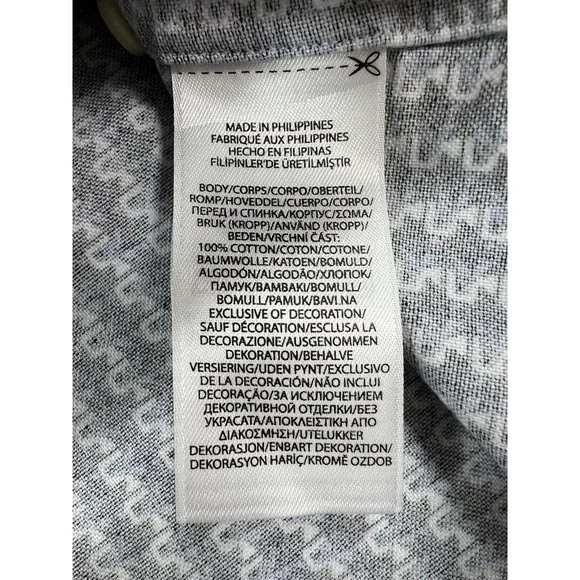 MADE IN PHILIPPINES
FABRIQUÉ AUX PHILIPPINES
HECHO EN FILIPINAS
FİLİPİNLER'DE ÜRETİLMİŞTİR
BODY/CORPS/CORPO/OBERTEIL/
ROMP/HOVEDDEL/CUERPO/CORPO/
ПЕРЕД И СПИНКА/КОРПУС/ΣΩΜΑ/
BRUK (KROPP)/ANVÄND (KROPP)/
BEDEN/VRCHNÍ ČÁST:
100% COTTON/COTON/COTONE/
BAUMWOLLE/KATOEN/BOMULD/
ALGODÓN/ALGODÃO/ХЛОПОК/
ПАМУК/BAMBAKI/BOMULL/
BOMULL/PAMUK/BAVLNA
EXCLUSIVE OF DECORATION/
SAUF DÉCORATION/ESCLUSA LA
DECORAZIONE/AUSGENOMMEN
DEKORATION/BEHALVE
VERSIERING/UDEN PYNT/EXCLUSIVO
DE LA DECORACIÓN/NÃO INCLUI
DECORAÇÃO/ЗА ИСКЛЮЧЕНИЕМ
ДЕКОРАТИВНОЙ ОТДЕЛКИ/БЕЗ
УКРАСАТА/ΑΠΟΚΛΕΙΣΤΙΚΗ ΑΠΟ
ΔΙΑΚΟΣΜΗΣΗ/UTELUKKER
DEKORASJON/ENBART DEKORATION/
DEKORASYON HARİÇ/KROMĚ OZDOB